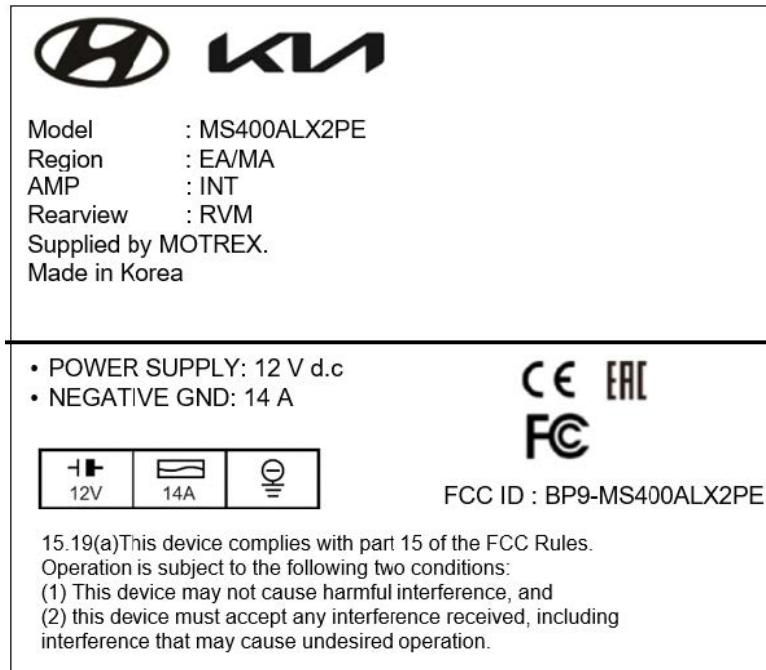 KIA
Model : MS400ALX2PE
Region : EA/MA
AMP : INT
Rearview : RVM
Supplied by MOTREX.
Made in Korea
• POWER SUPPLY: 12 V d.c
• NEGATIVE GND: 14 A
CE EAC
FC
12V 14A
FCC ID : BP9-MS400ALX2PE
15.19(a)This device complies with part 15 of the FCC Rules.
Operation is subject to the following two conditions:
(1) This device may not cause harmful interference, and
(2) this device must accept any interference received, including
interference that may cause undesired operation.